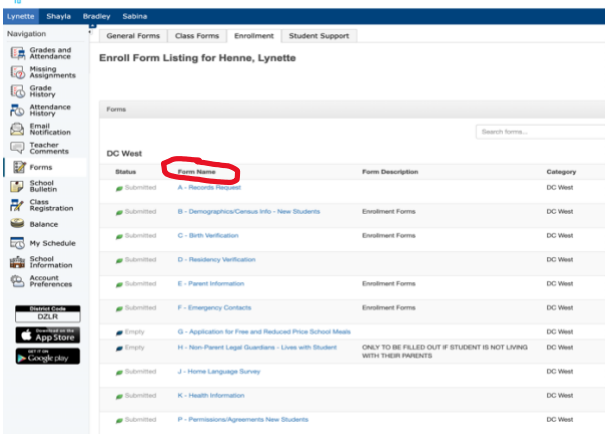 Lynette Shayla Bradley Sabina
Navigation
General Forms Class Forms Enrollment Student Support
Grades and
Attendance
Missing
Assignments
Grade
History
Attendance
History
Email
Notification
Teacher
Comments
Forms
School
Bulletin
Class
Registration
Balance
My Schedule
School
Information
Account
Preferences
District Code
DZLR
Download on the
App Store
GET IT ON
Google play
Enroll Form Listing for Henne, Lynette
Forms
Search forms...
DC West
Status Form Name Form Description Category
Submitted A - Records Request DC West
Submitted B - Demographics/Census Info - New Students Enrollment Forms DC West
Submitted C - Birth Verification Enrollment Forms DC West
Submitted D - Residency Verification DC West
Submitted E - Parent Information Enrollment Forms DC West
Submitted F - Emergency Contacts Enrollment Forms DC West
Empty G - Application for Free and Reduced Price School Meals DC West
Empty H - Non-Parent Legal Guardians - Lives with Student ONLY TO BE FILLED OUT IF STUDENT IS NOT LIVING DC West
WITH THEIR PARENTS
Submitted J - Home Language Survey DC West
Submitted K - Health Information DC West
Submitted P - Permissions/Agreements New Students DC West